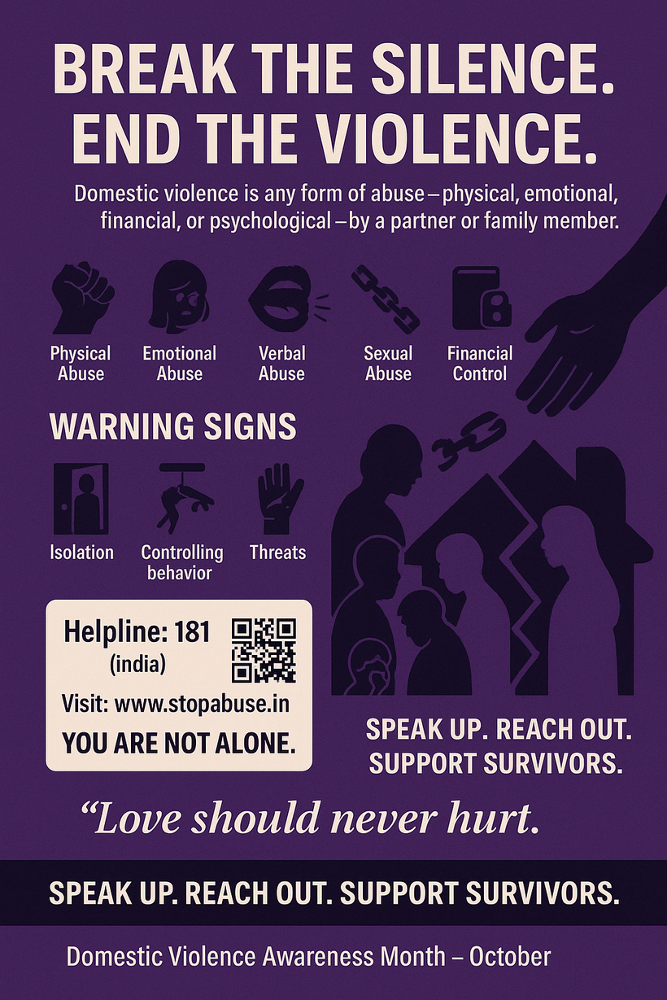 BREAK THE SILENCE.
END THE VIOLENCE.
Domestic violence is any form of abuse—physical, emotional,
financial, or psychological—by a partner or family member.
Physical
Abuse
Emotional
Abuse
Verbal
Abuse
Sexual
Abuse
Financial
Control
WARNING SIGNS
Isolation
Controlling
behavior
Threats
Helpline: 181
(india)
Visit: www.stopabuse.in
YOU ARE NOT ALONE.
SPEAK UP. REACH OUT.
SUPPORT SURVIVORS.
“Love should never hurt.
SPEAK UP. REACH OUT. SUPPORT SURVIVORS.
Domestic Violence Awareness Month – October